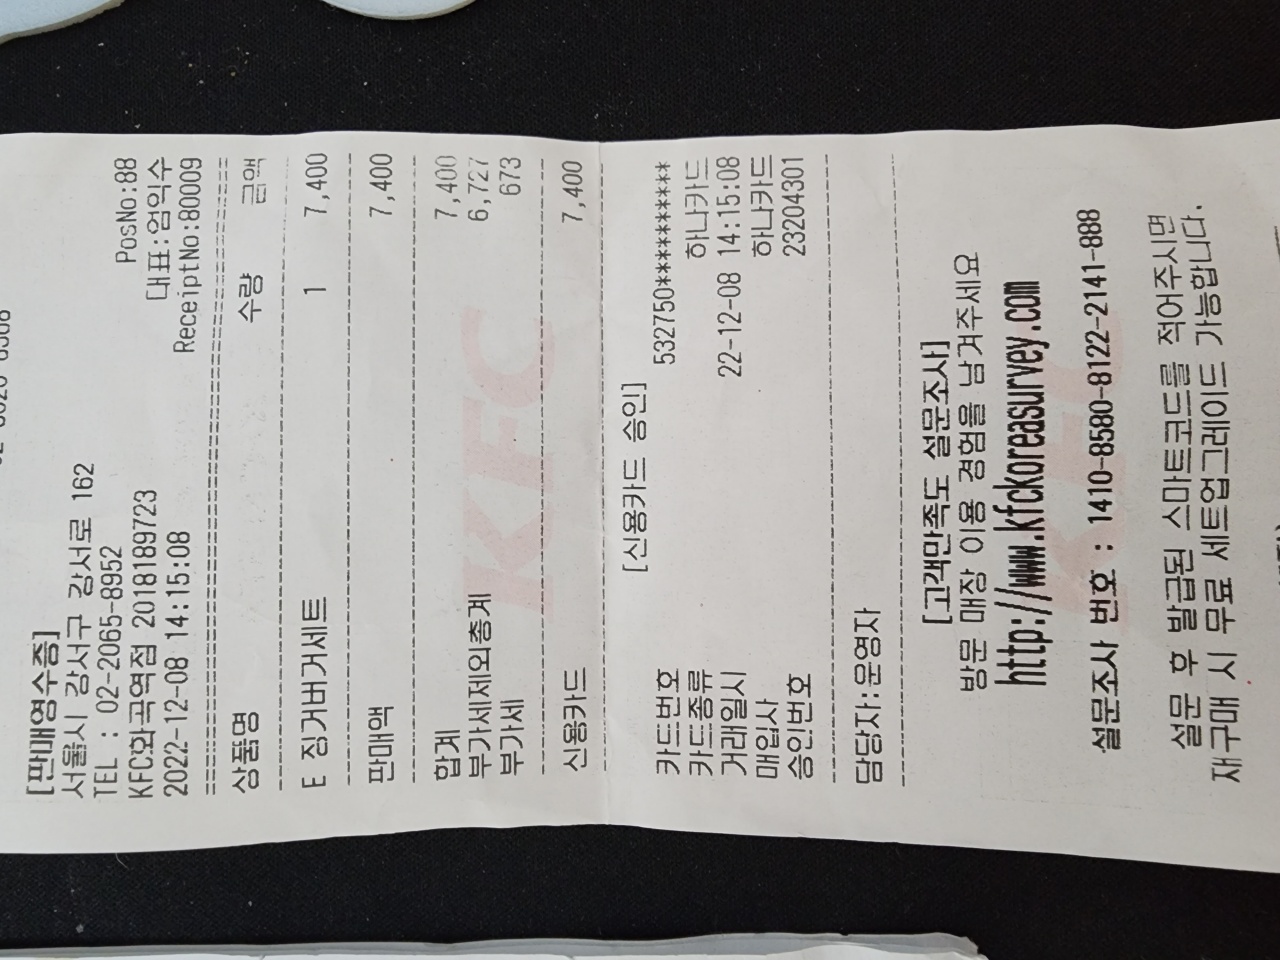 [판매영수증]
서울시 강서구 강서로 162
TEL : 02-2065-8952 PosNo:88
KFC화곡역점 2018189723 대표:엄익수
2022-12-08 14:15:08 ReceiptNo:80009
상품명 수량 금액
E 징거버거세트 1 7,400
판매액 7,400
합계 7,400
부가세제외총계 6,727
부가세 673
신용카드 7,400
[신용카드 승인]
카드번호 532750**********
카드종류 하나카드
거래일시 22-12-08 14:15:08
매입사 하나카드
승인번호 23204301
담당자:운영자
[고객만족도 설문조사]
방문 매장 이용 경험을 남겨주세요
http://www.kfckoreasurvey.com
설문조사 번호 : 1410-8580-8122-2141-888
설문 후 발급된 스마트코드를 적어주시면
재구매 시 무료 세트업그레이드 가능합니다.
KFC
KFC